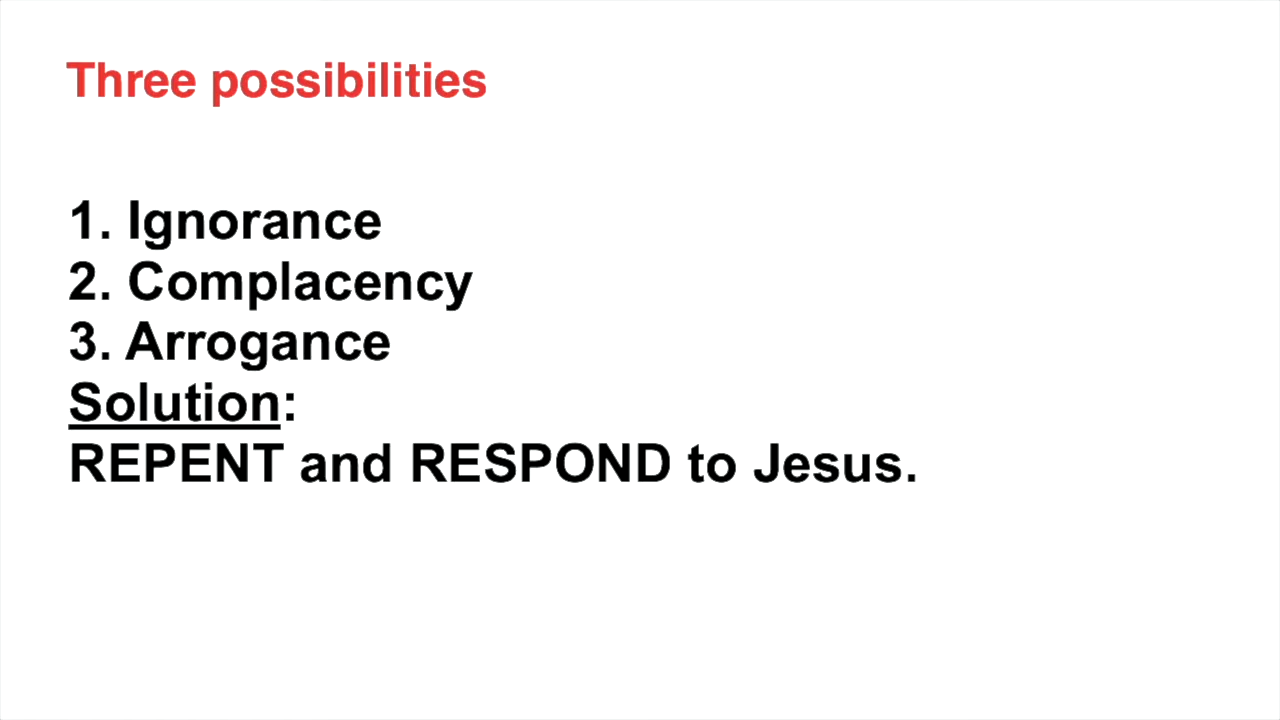 Three possibilities
1. Ignorance
2. Complacency
3. Arrogance
Solution:
REPENT and RESPOND to Jesus.